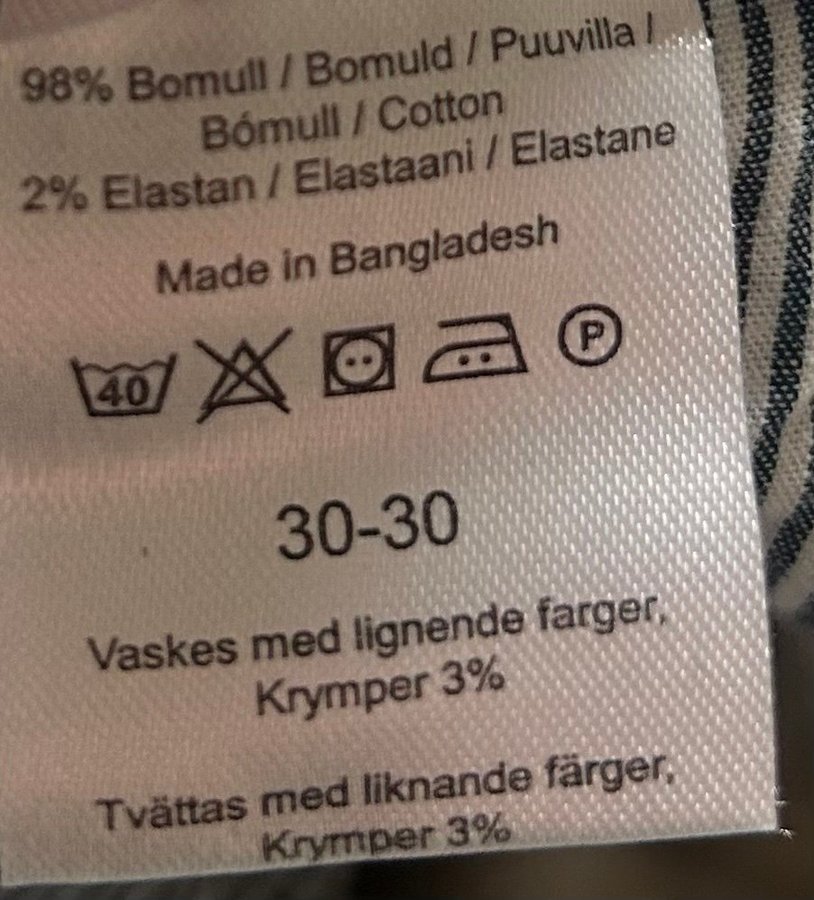 98% Bomull / Bomuld / Puuvilla /
Bómull / Cotton
2% Elastan / Elastaani / Elastane
Made in Bangladesh
40 P
30-30
Vaskes med lignende farger,
Krymper 3%
Tvättas med liknande färger,
Krymper 3%